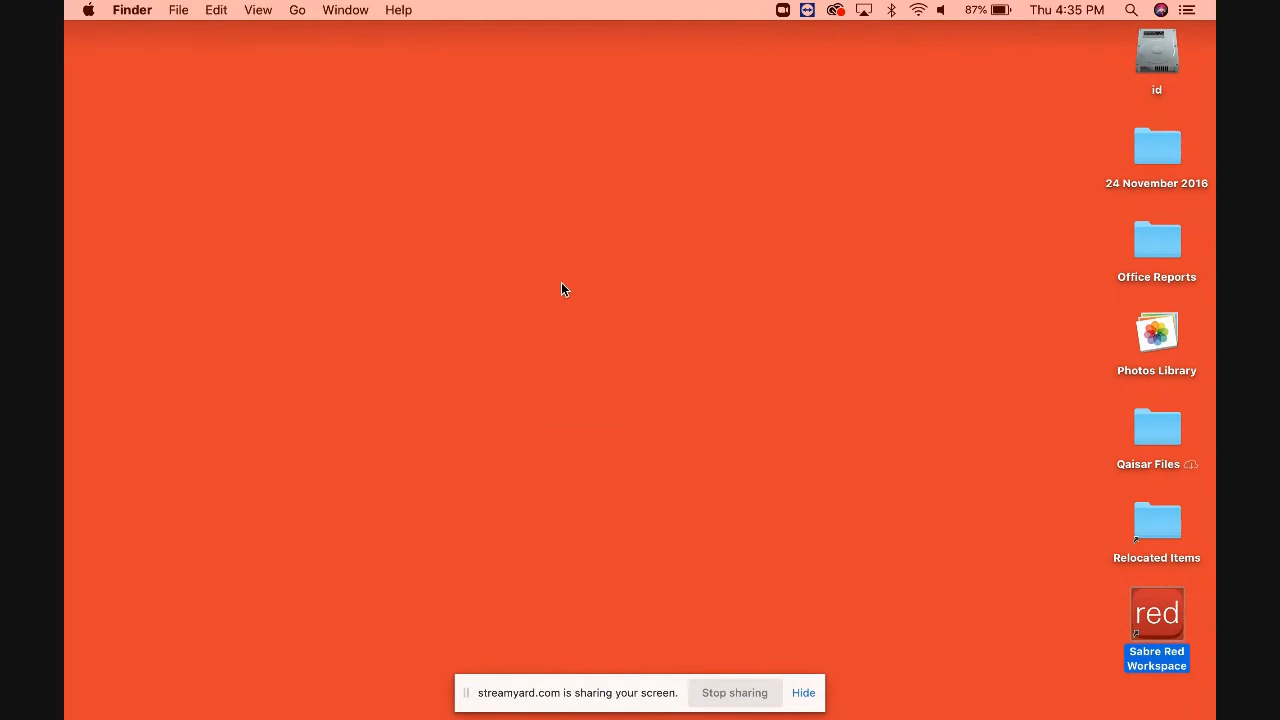 Finder File Edit View Go Window Help 87% Thu 4:35 PM
id
24 November 2016
Office Reports
Photos Library
Qaisar Files
Relocated Items
red
Sabre Red
Workspace
streamyard.com is sharing your screen. Stop sharing Hide